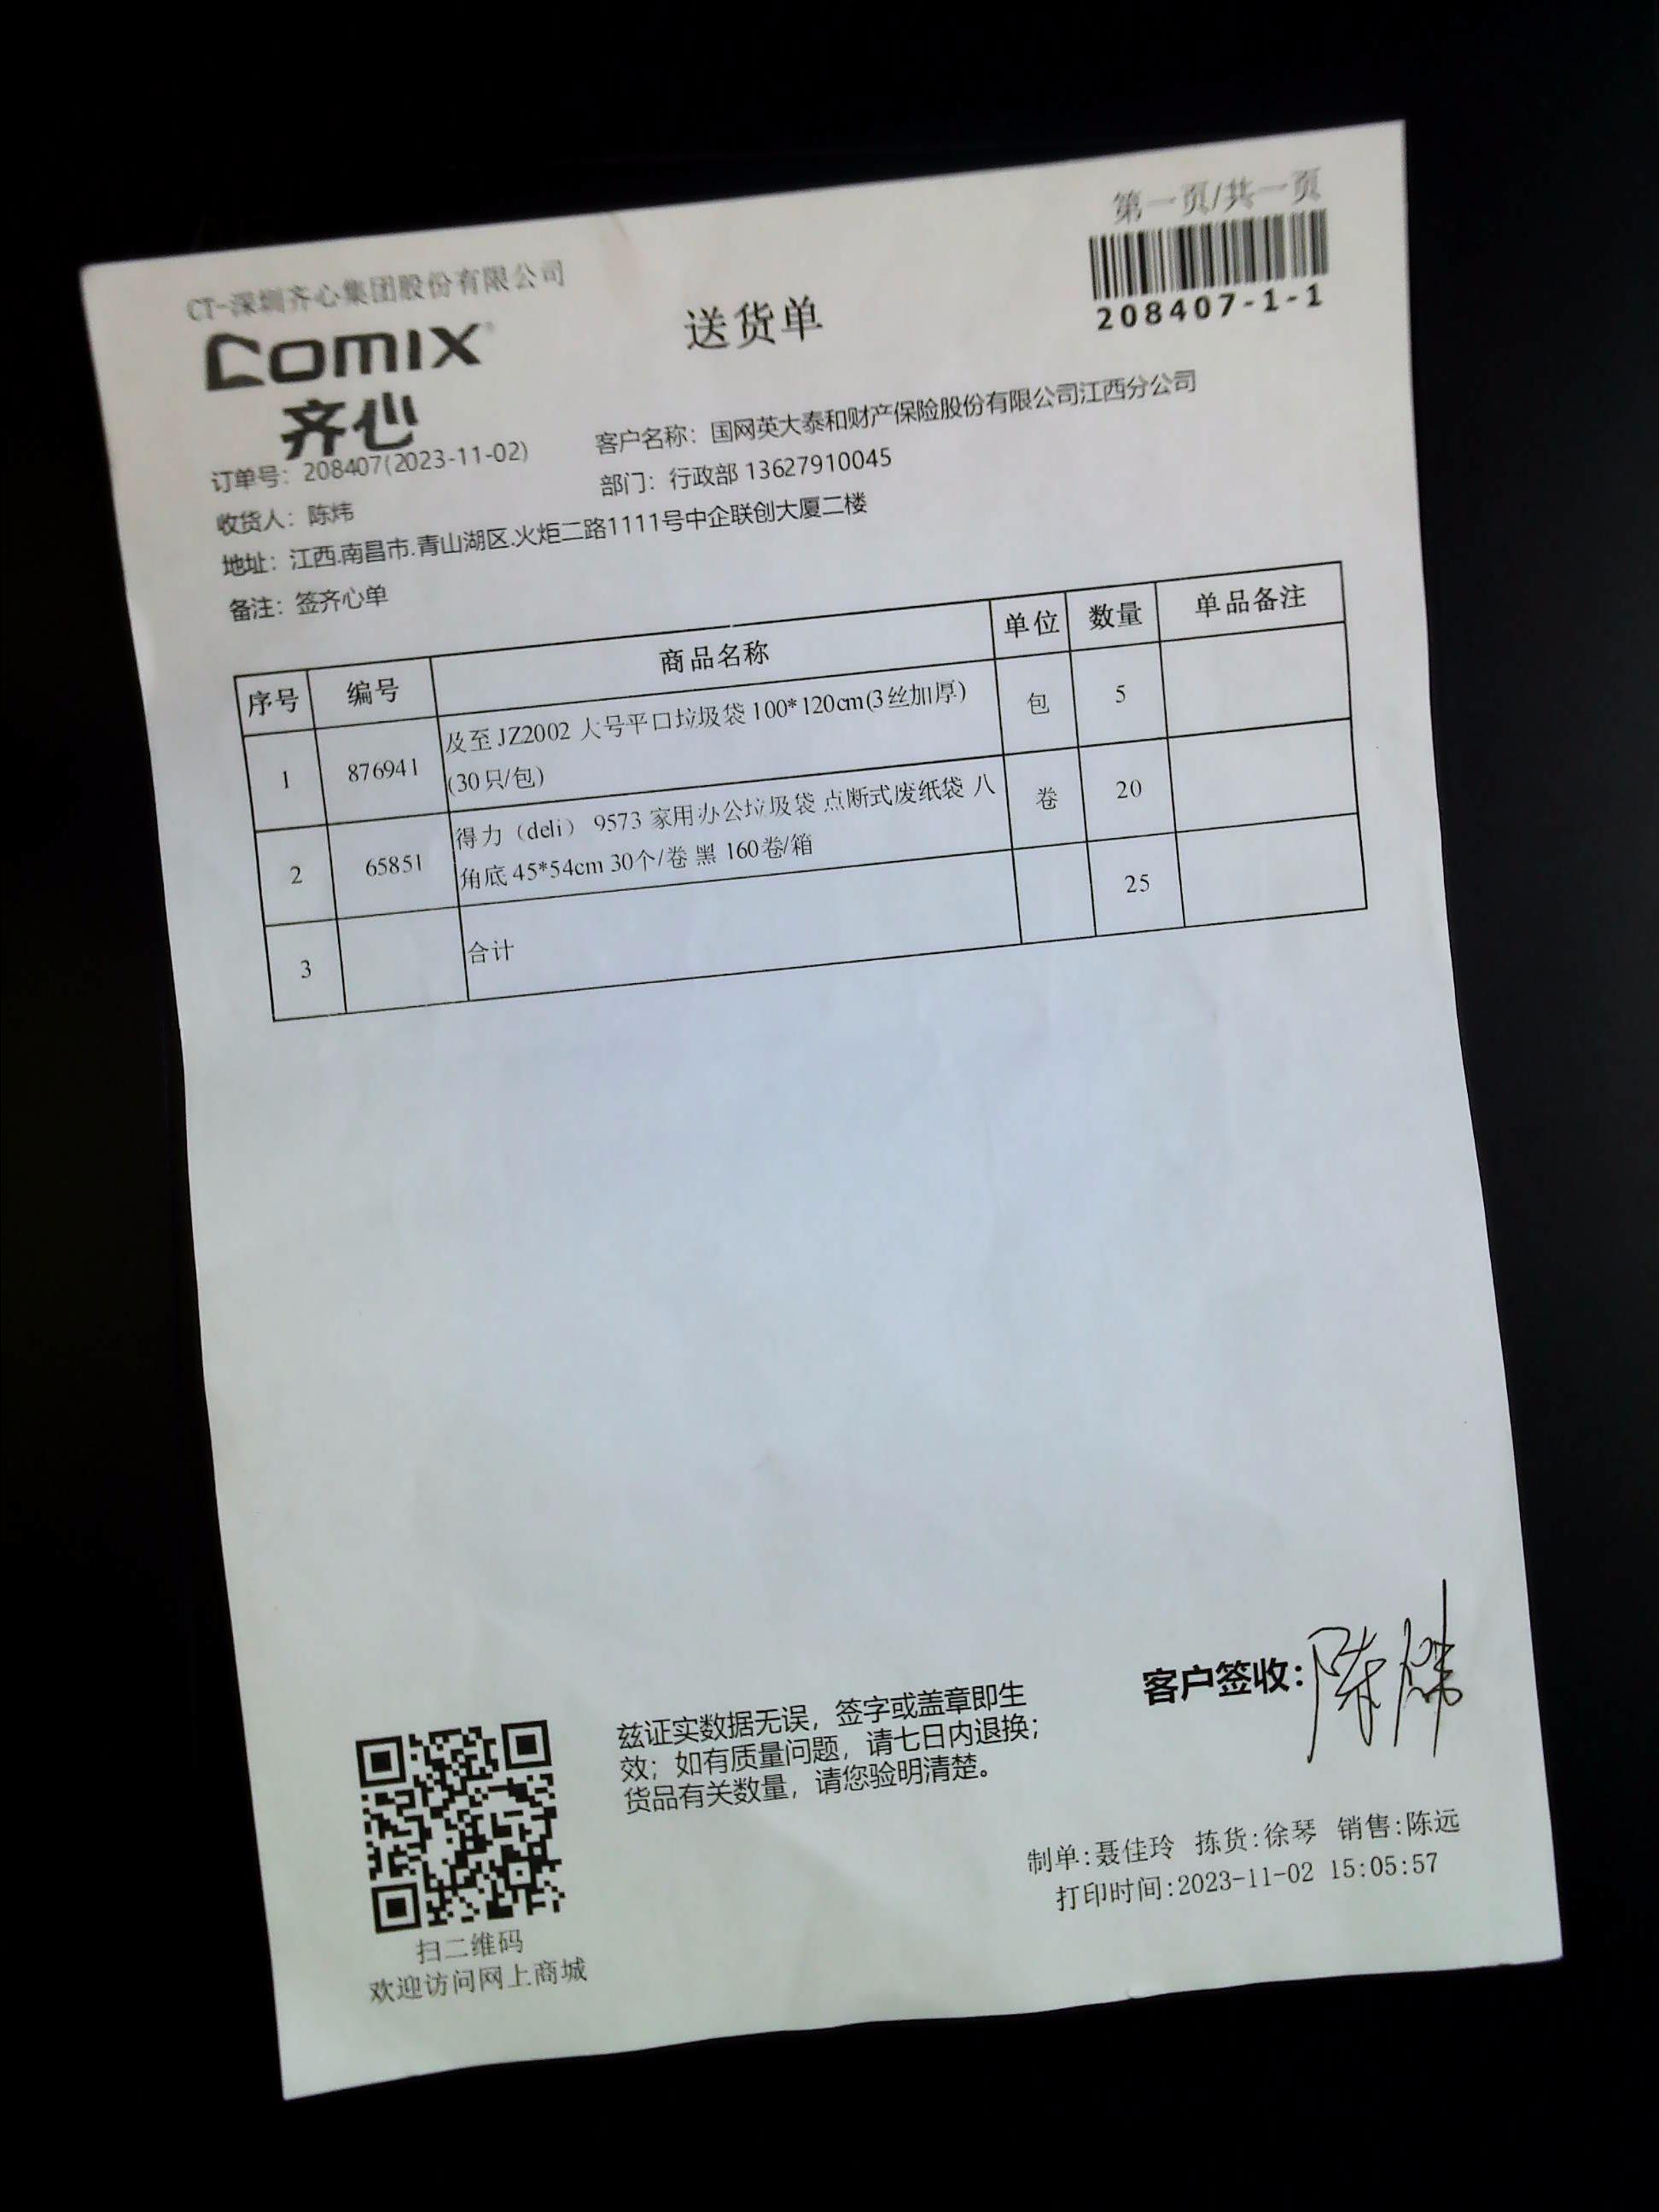 第一页/共一页
208407-1-1
CT-深圳齐心集团股份有限公司
comix
齐心
送货单
订单号：208407(2023-11-02)
客户名称：国网英大泰和财产保险股份有限公司江西分公司
收货人：陈炜
部门：行政部 13627910045
地址：江西.南昌市.青山湖区.火炬二路1111号中企联创大厦二楼
备注：签齐心单
序号 编号 商品名称 单位 数量 单品备注
1 876941 及至 JZ2002 大号平口垃圾袋 100*120cm(3丝加厚) 包 5
(30只/包)
2 65851 得力（deli） 9573 家用办公垃圾袋 点断式废纸袋 八 卷 20
角底 45*54cm 30个/卷 黑 160卷/箱
3 合计 25
客户签收：陈炜
兹证实数据无误，签字或盖章即生
效；如有质量问题，请七日内退换；
货品有关数量，请您验明清楚。
制单:聂佳玲 拣货:徐琴 销售:陈远
打印时间:2023-11-02 15:05:57
扫二维码
欢迎访问网上商城